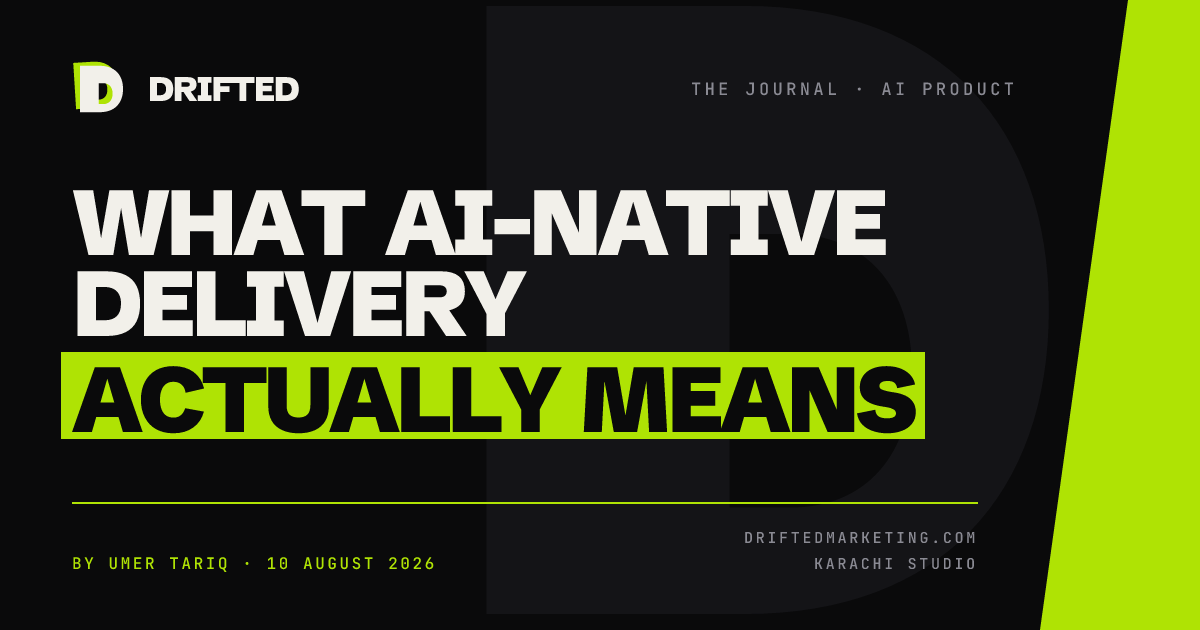 DRIFTED
THE JOURNAL · AI PRODUCT
WHAT AI-NATIVE
DELIVERY
ACTUALLY MEANS
DRIFTEDMARKETING.COM
BY UMER TARIQ · 10 AUGUST 2026
KARACHI STUDIO